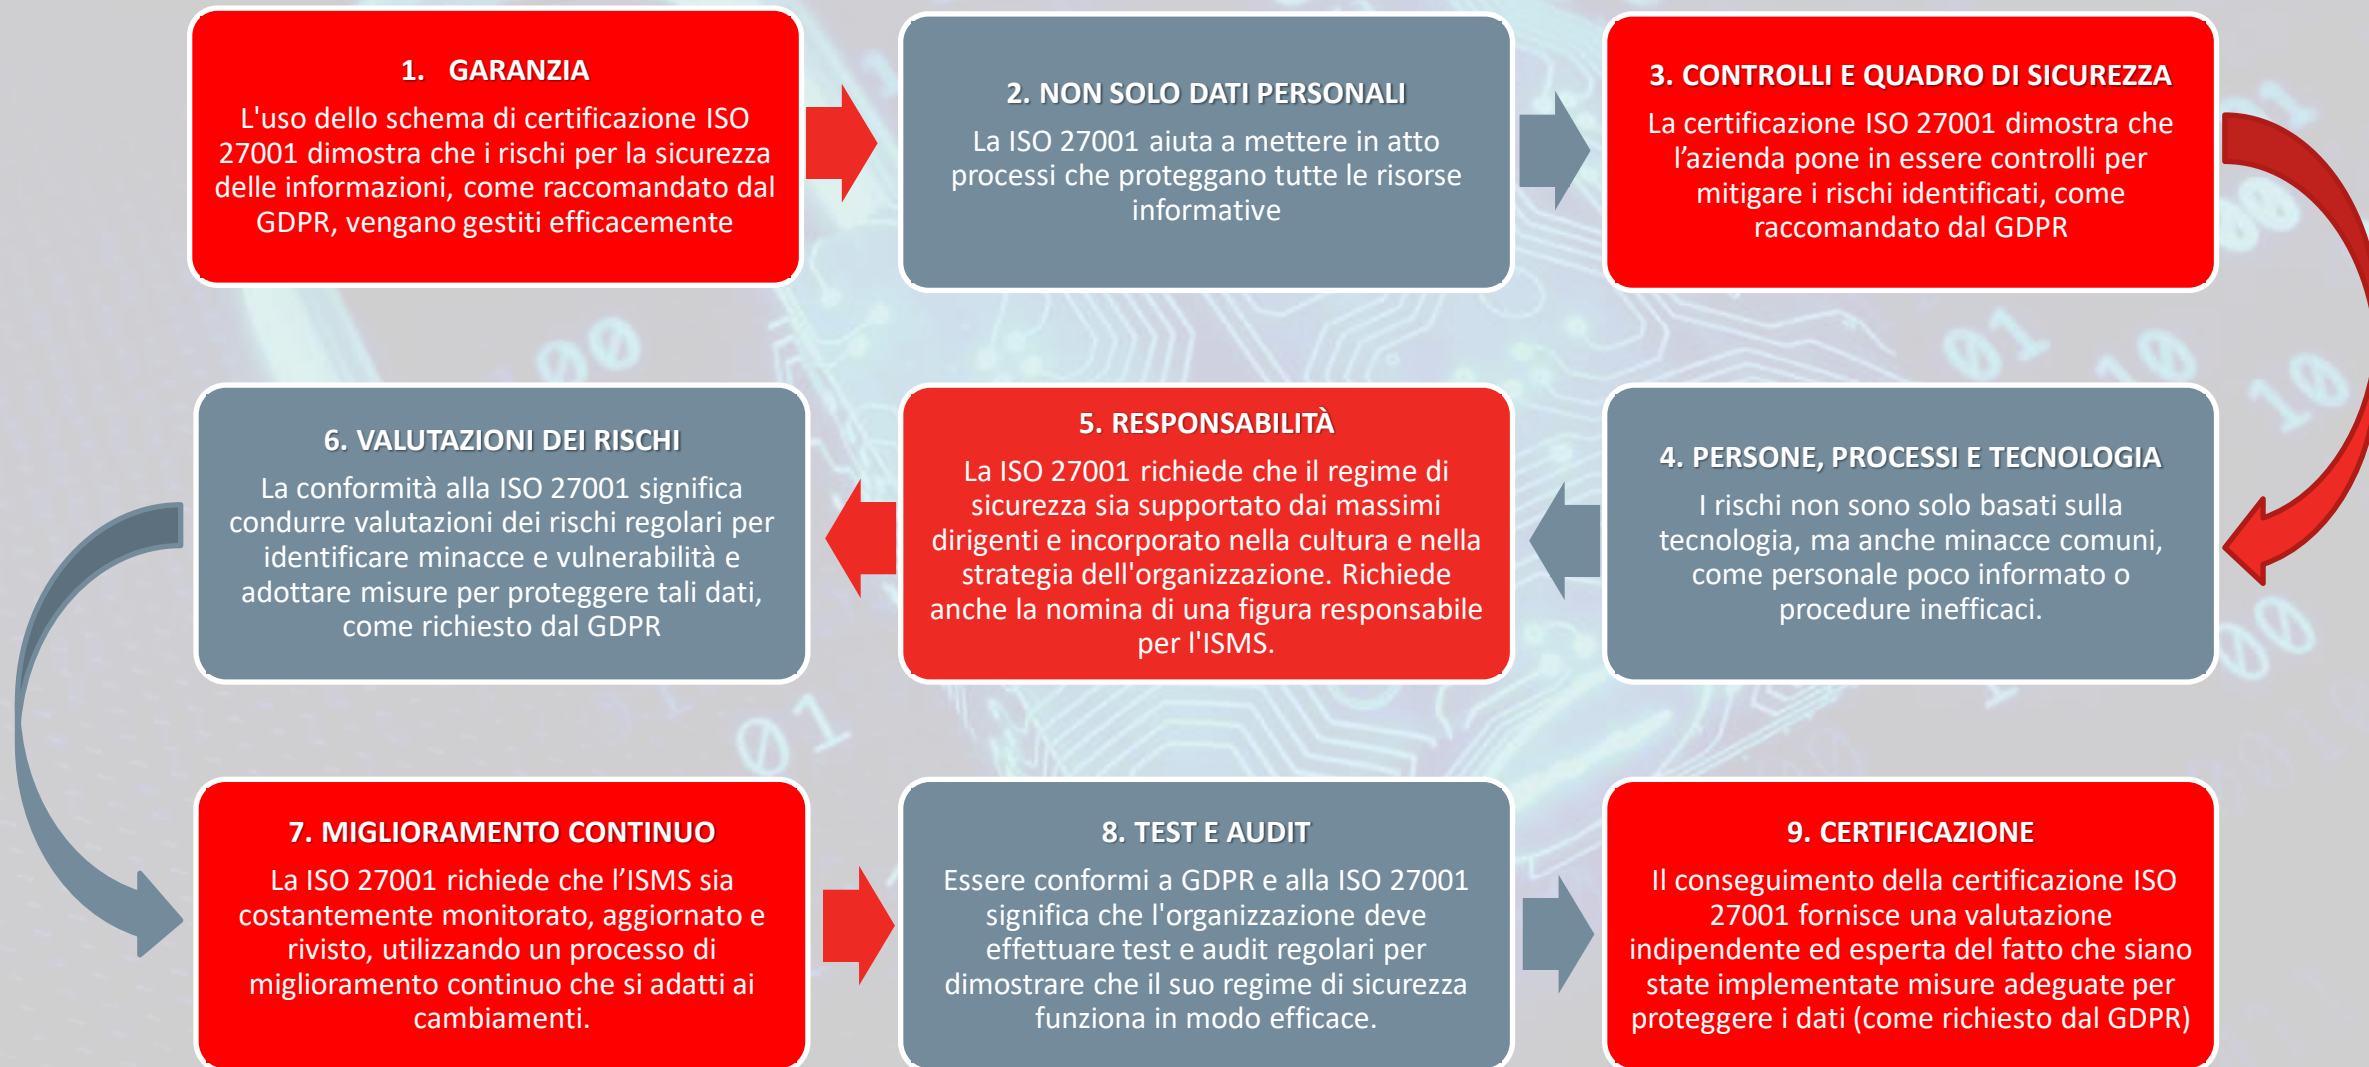 1. GARANZIA
L'uso dello schema di certificazione ISO
27001 dimostra che i rischi per la sicurezza
delle informazioni, come raccomandato dal
GDPR, vengano gestiti efficacemente
2. NON SOLO DATI PERSONALI
La ISO 27001 aiuta a mettere in atto
processi che proteggano tutte le risorse
informative
3. CONTROLLI E QUADRO DI SICUREZZA
La certificazione ISO 27001 dimostra che
l’azienda pone in essere controlli per
mitigare i rischi identificati, come
raccomandato dal GDPR
4. PERSONE, PROCESSI E TECNOLOGIA
I rischi non sono solo basati sulla
tecnologia, ma anche minacce comuni,
come personale poco informato o
procedure inefficaci.
5. RESPONSABILITÀ
La ISO 27001 richiede che il regime di
sicurezza sia supportato dai massimi
dirigenti e incorporato nella cultura e nella
strategia dell'organizzazione. Richiede
anche la nomina di una figura responsabile
per l'ISMS.
6. VALUTAZIONI DEI RISCHI
La conformità alla ISO 27001 significa
condurre valutazioni dei rischi regolari per
identificare minacce e vulnerabilità e
adottare misure per proteggere tali dati,
come richiesto dal GDPR
7. MIGLIORAMENTO CONTINUO
La ISO 27001 richiede che l’ISMS sia
costantemente monitorato, aggiornato e
rivisto, utilizzando un processo di
miglioramento continuo che si adatti ai
cambiamenti.
8. TEST E AUDIT
Essere conformi a GDPR e alla ISO 27001
significa che l'organizzazione deve
effettuare test e audit regolari per
dimostrare che il suo regime di sicurezza
funziona in modo efficace.
9. CERTIFICAZIONE
Il conseguimento della certificazione ISO
27001 fornisce una valutazione
indipendente ed esperta del fatto che siano
state implementate misure adeguate per
proteggere i dati (come richiesto dal GDPR)